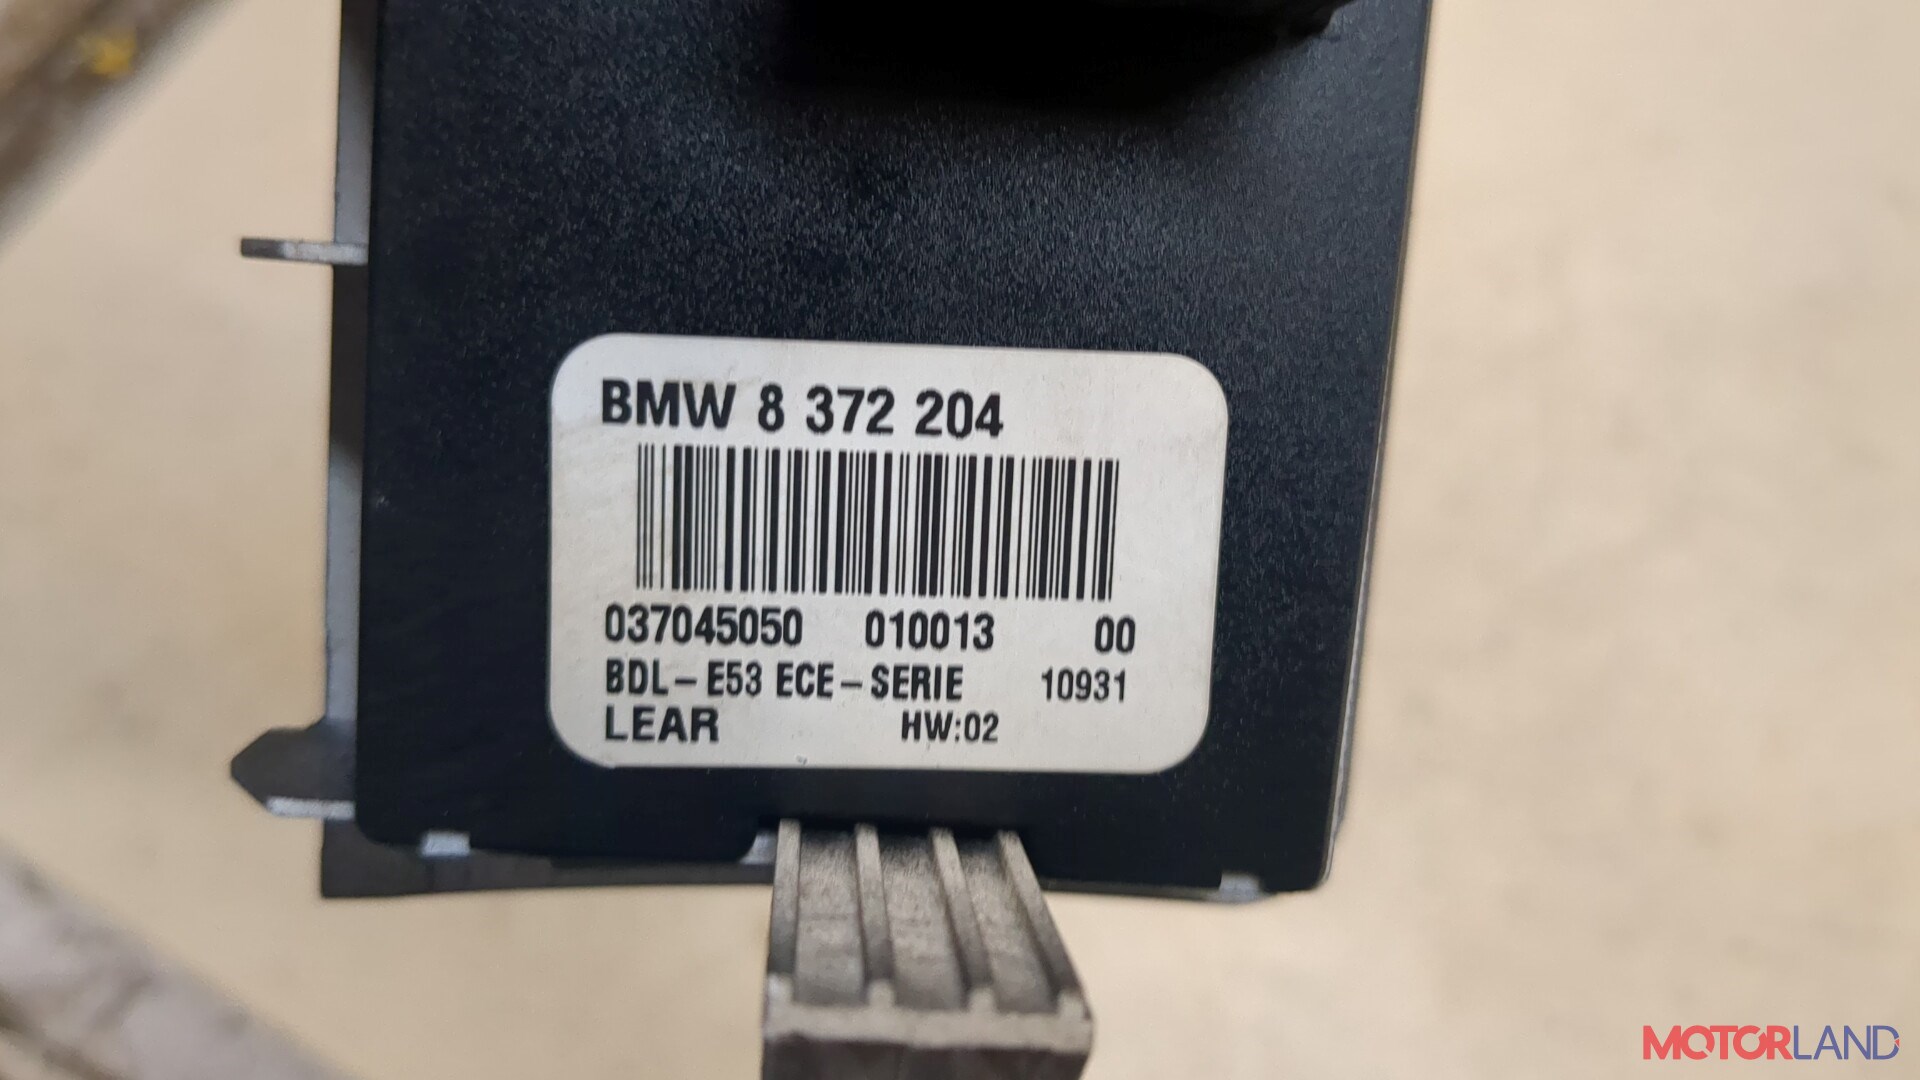 BMW 8 372 204
037045050 010013 00
BDL-E53 ECE-SERIE 10931
LEAR HW:02
MOTORLAND